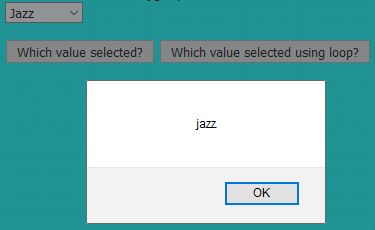 Jazz
Which value selected? Which value selected using loop?
jazz
OK